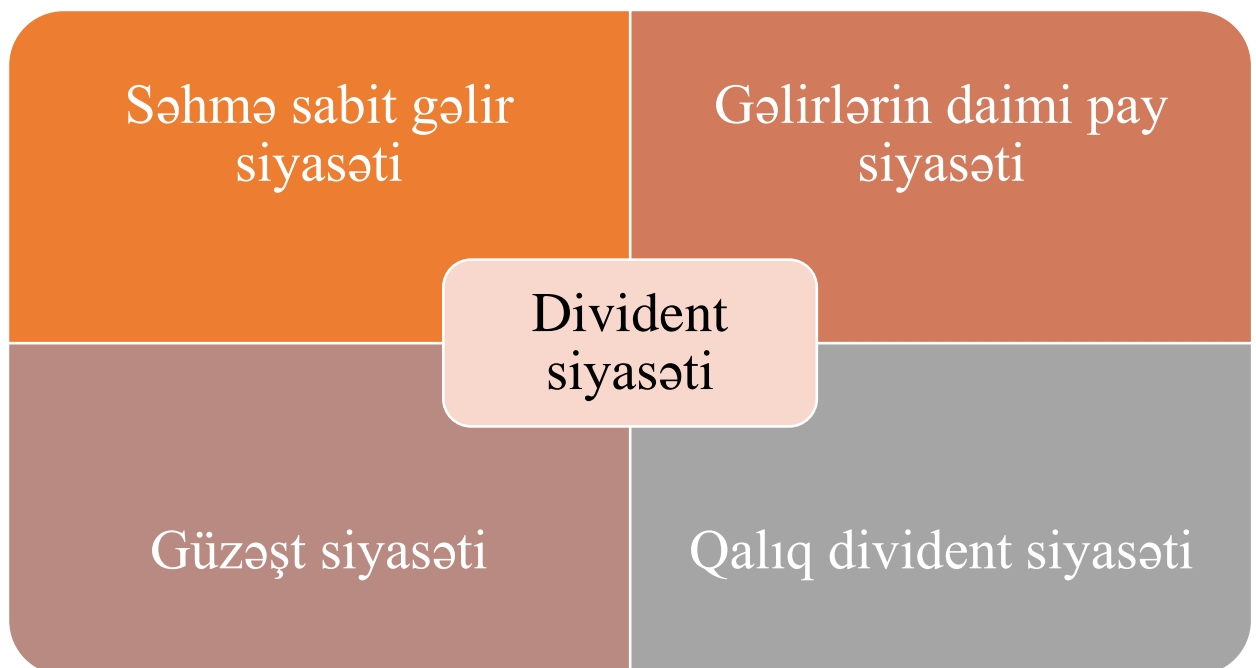 Səhmə sabit gəlir
siyasəti
Gəlirlərin daimi pay
siyasəti
Divident
siyasəti
Güzəşt siyasəti
Qalıq divident siyasəti